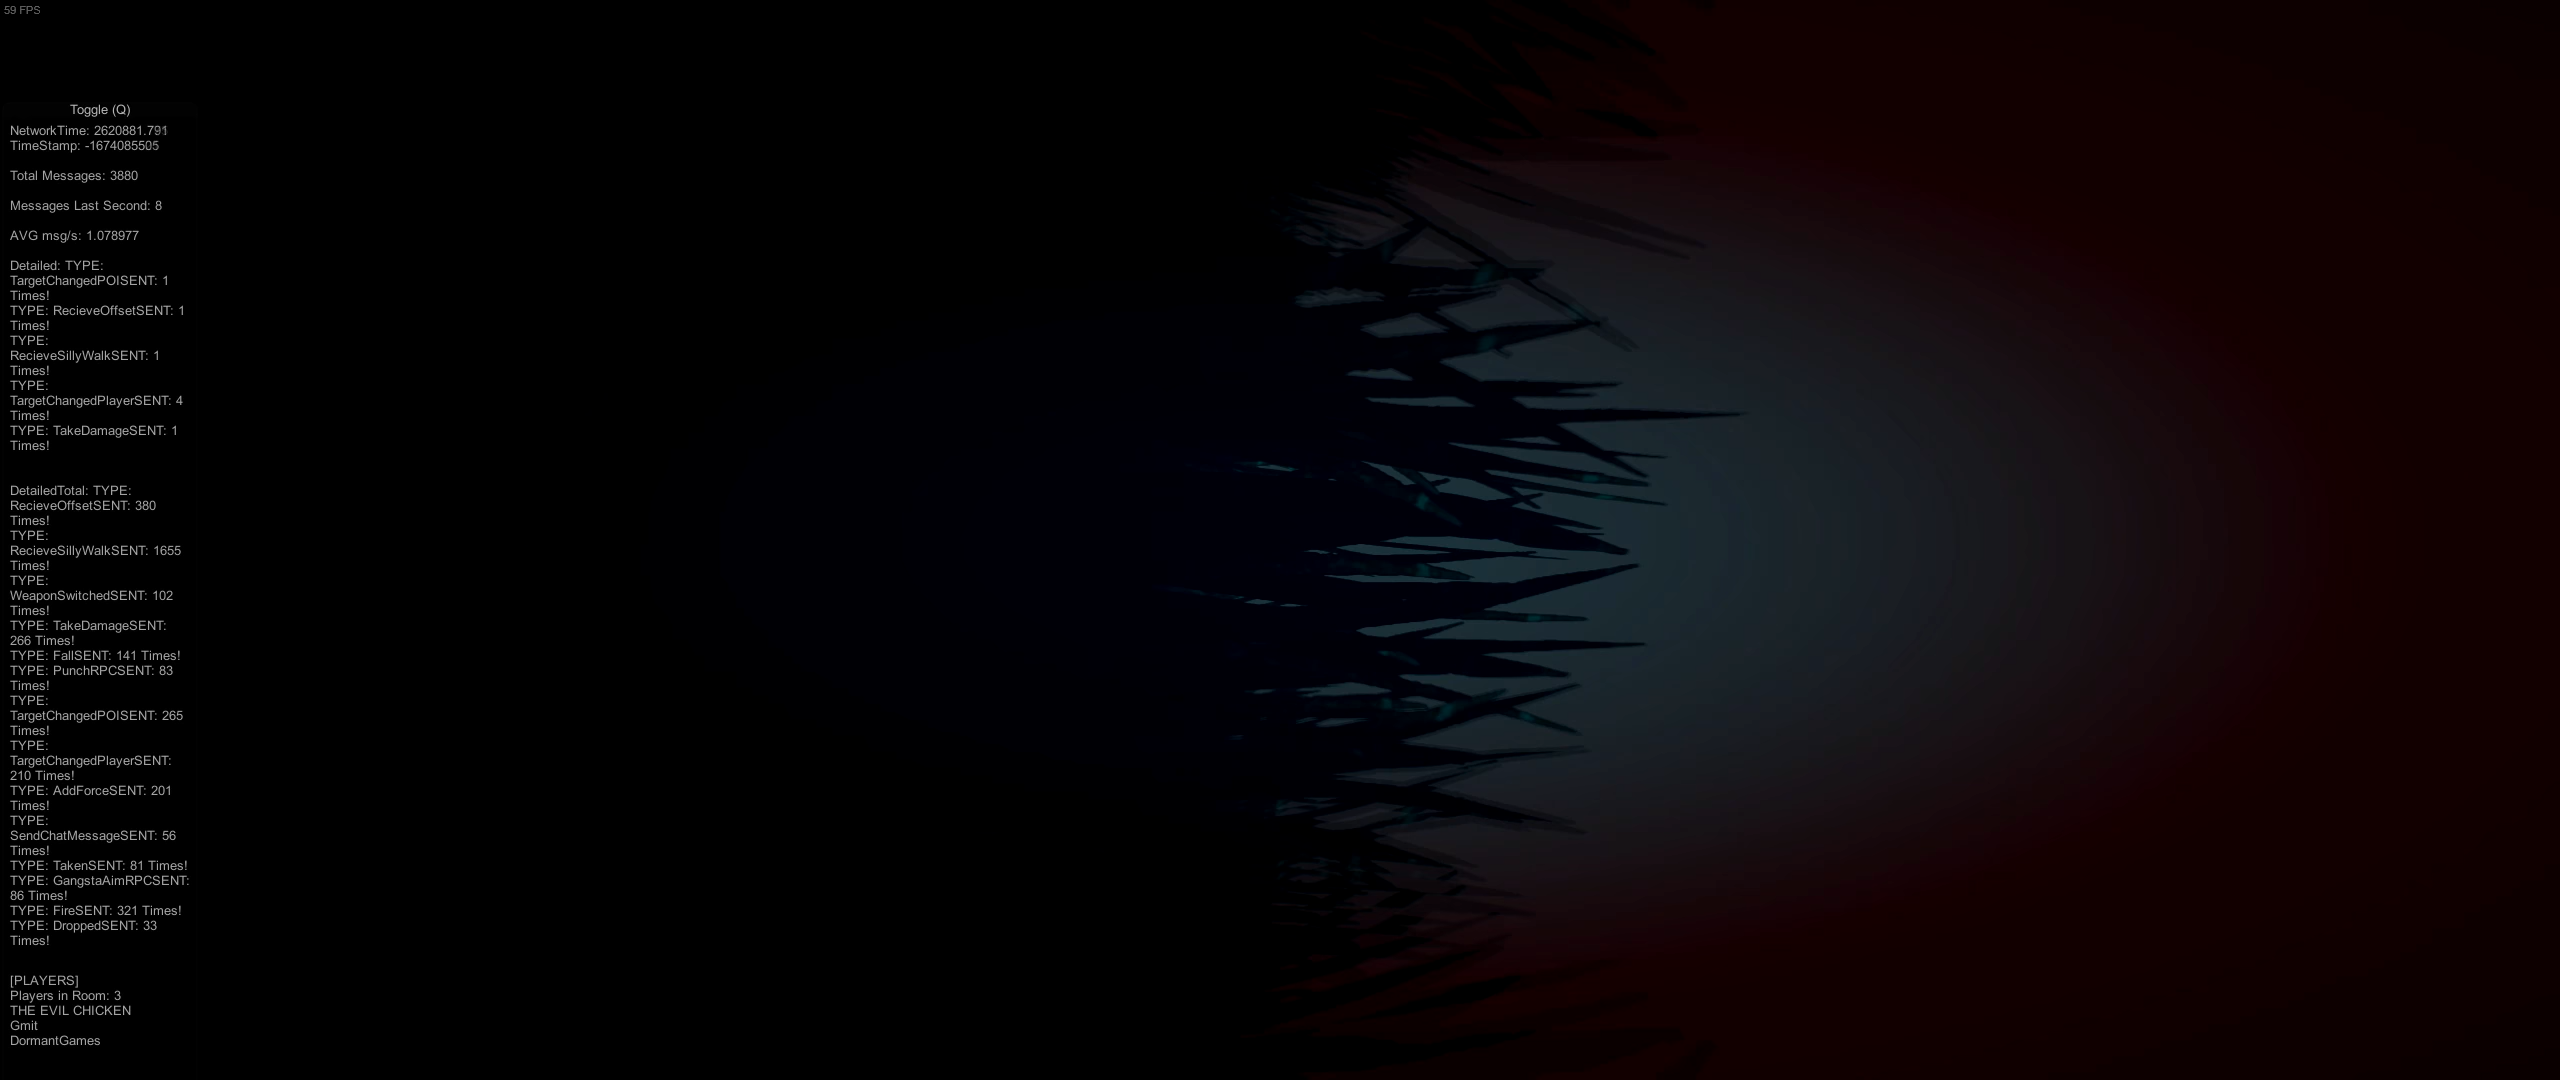 59 FPS
Toggle (Q)
NetworkTime: 2620881.791
TimeStamp: -1674085505
Total Messages: 3880
Messages Last Second: 8
AVG msg/s: 1.078977
Detailed: TYPE:
TargetChangedPOISENT: 1
Times!
TYPE: RecieveOffsetSENT: 1
Times!
TYPE:
RecieveSillyWalkSENT: 1
Times!
TYPE:
TargetChangedPlayerSENT: 4
Times!
TYPE: TakeDamageSENT: 1
Times!
DetailedTotal: TYPE:
RecieveOffsetSENT: 380
Times!
TYPE:
RecieveSillyWalkSENT: 1655
Times!
TYPE:
WeaponSwitchedSENT: 102
Times!
TYPE: TakeDamageSENT:
266 Times!
TYPE: FallSENT: 141 Times!
TYPE: PunchRPCSENT: 83
Times!
TYPE:
TargetChangedPOISENT: 265
Times!
TYPE:
TargetChangedPlayerSENT:
210 Times!
TYPE: AddForceSENT: 201
Times!
TYPE:
SendChatMessageSENT: 56
Times!
TYPE: TakenSENT: 81 Times!
TYPE: GangstaAimRPCSENT:
86 Times!
TYPE: FireSENT: 321 Times!
TYPE: DroppedSENT: 33
Times!
[PLAYERS]
Players in Room: 3
THE EVIL CHICKEN
Gmit
DormantGames